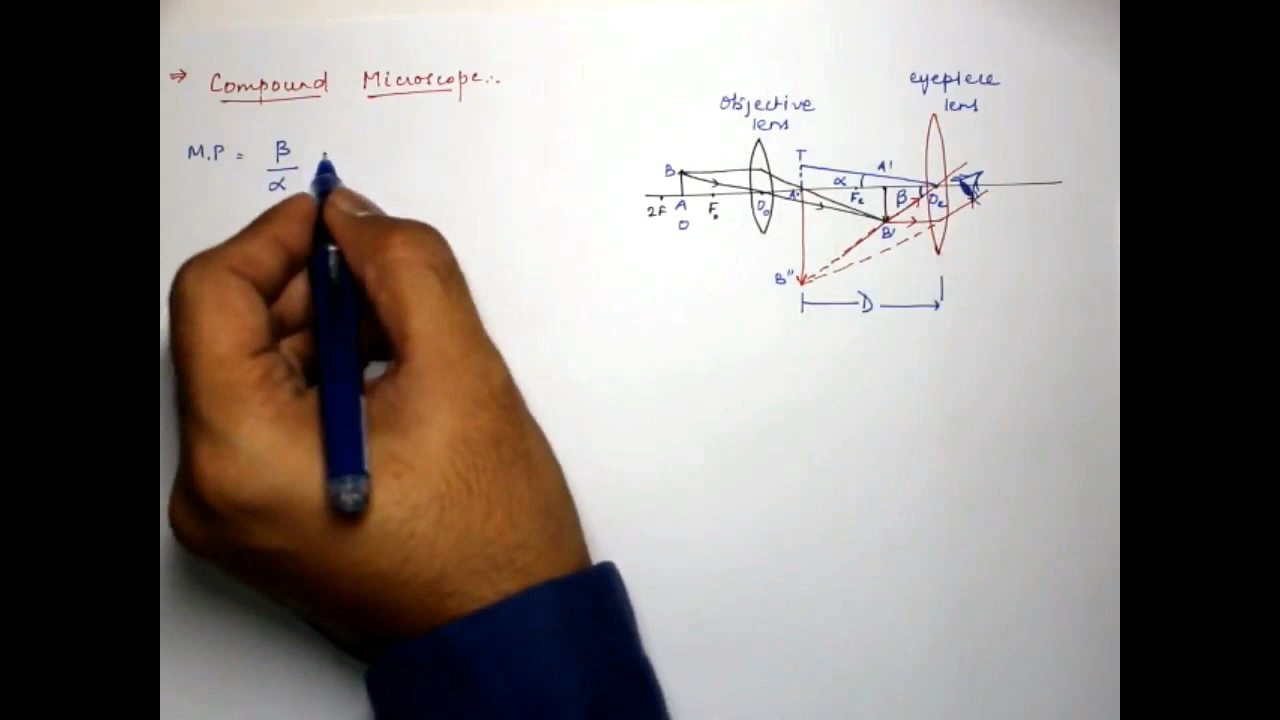 ⇒ Compound Microscope:.
M.P = β/α
Objective lens
eyepiece lens
T
B
α
A'
2F
A
F₀
O₀
A"
Fe
β
Oe
O
B'
B"
D